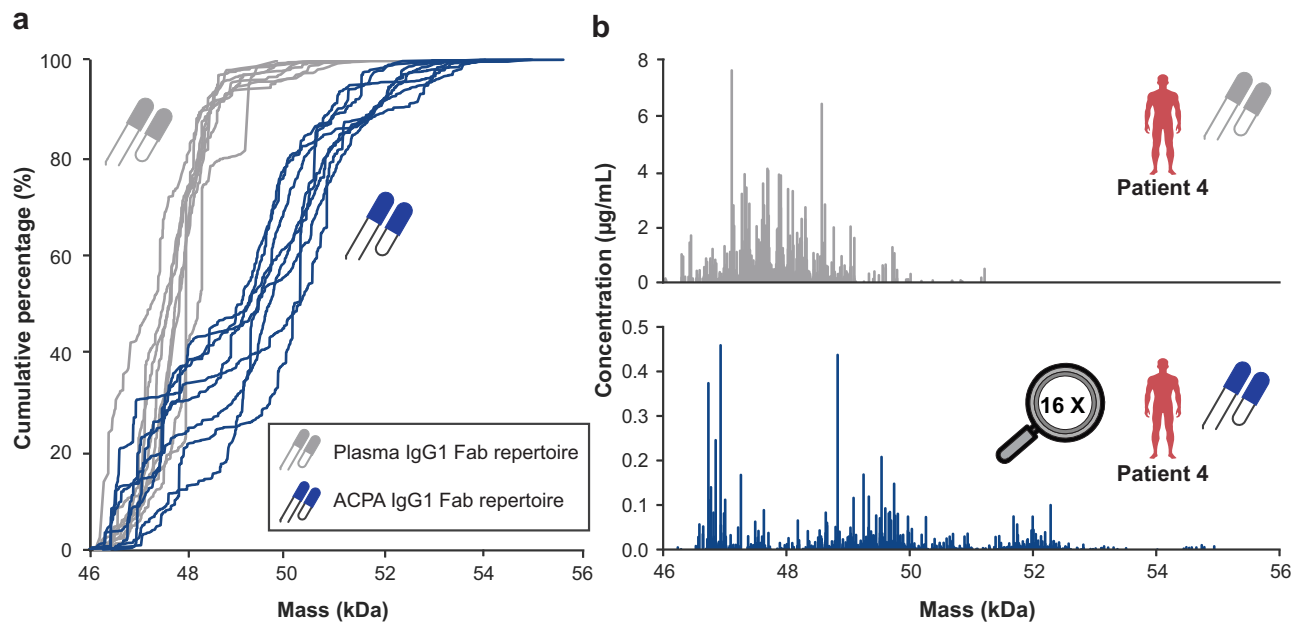 a
Cumulative percentage (%)
100
80
60
40
20
0
46
48
50
52
54
56
Mass (kDa)
Plasma IgG1 Fab repertoire
ACPA IgG1 Fab repertoire
b
Concentration (µg/mL)
8
6
4
2
0
Patient 4
0.5
0.4
0.3
0.2
0.1
0.0
16 X
Patient 4
46
48
50
52
54
56
Mass (kDa)